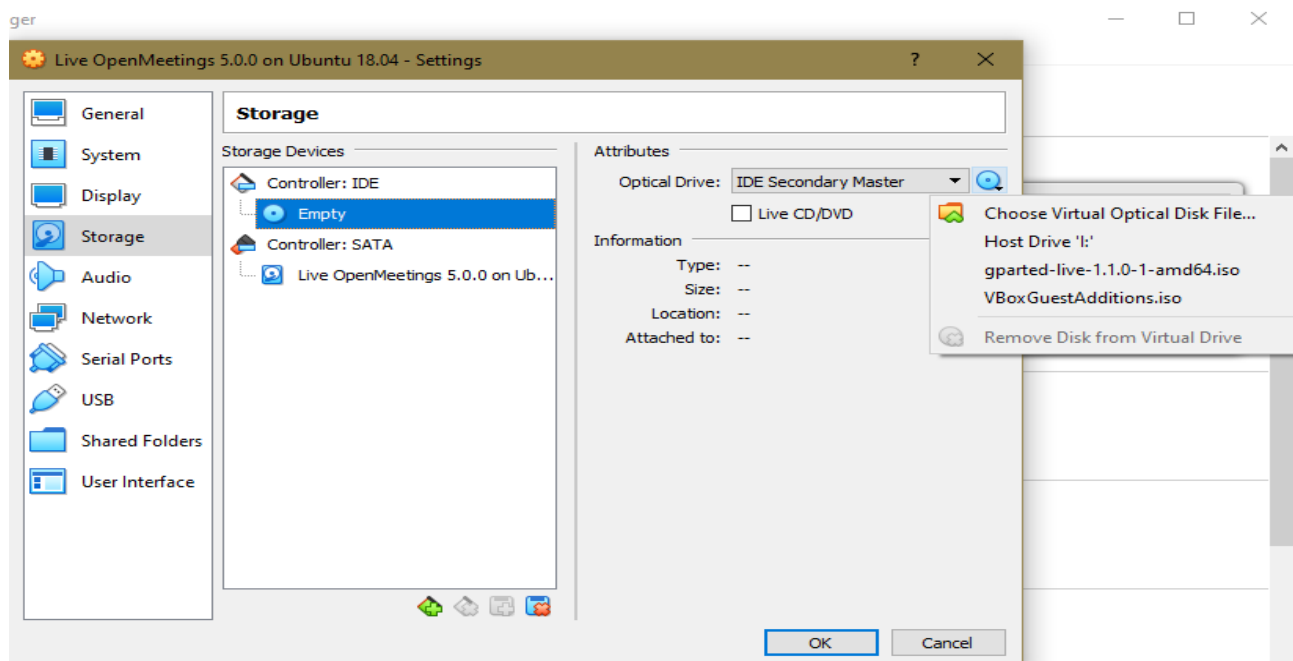 ger
Live OpenMeetings 5.0.0 on Ubuntu 18.04 - Settings
?
General
System
Display
Storage
Audio
Network
Serial Ports
USB
Shared Folders
User Interface
Storage
Storage Devices
Controller: IDE
Empty
Controller: SATA
Live OpenMeetings 5.0.0 on Ub...
Attributes
Optical Drive: IDE Secondary Master
Live CD/DVD
Information
Type: --
Size: --
Location: --
Attached to: --
Choose Virtual Optical Disk File...
Host Drive 'I:'
gparted-live-1.1.0-1-amd64.iso
VBoxGuestAdditions.iso
Remove Disk from Virtual Drive
OK
Cancel